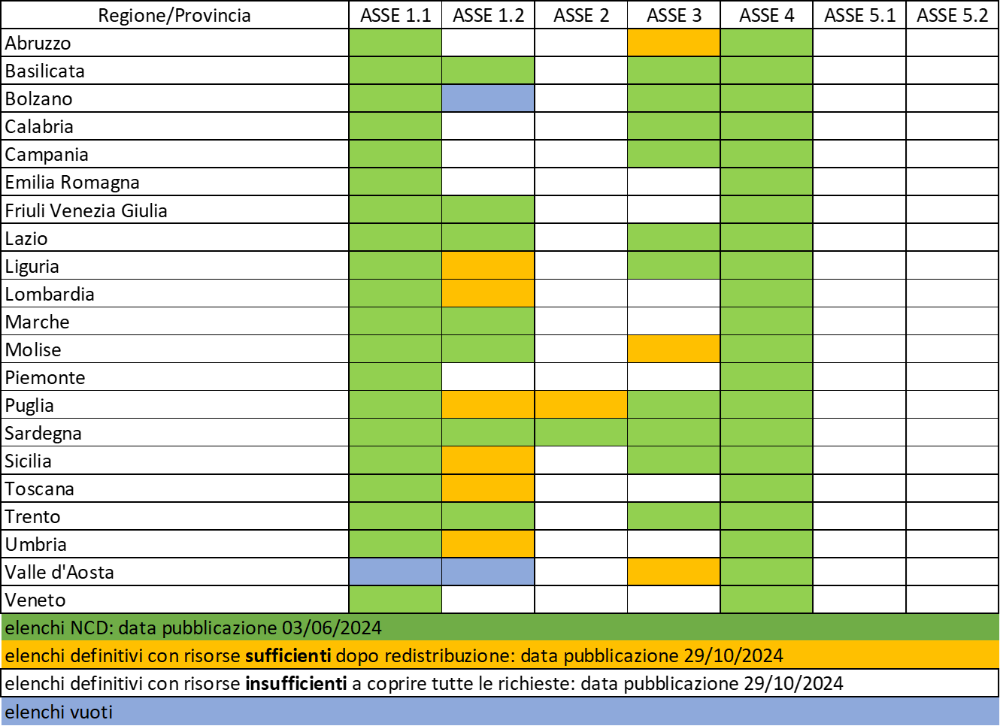 Regione/Provincia ASSE 1.1 ASSE 1.2 ASSE 2 ASSE 3 ASSE 4 ASSE 5.1 ASSE 5.2
Abruzzo
Basilicata
Bolzano
Calabria
Campania
Emilia Romagna
Friuli Venezia Giulia
Lazio
Liguria
Lombardia
Marche
Molise
Piemonte
Puglia
Sardegna
Sicilia
Toscana
Trento
Umbria
Valle d'Aosta
Veneto
elenchi NCD: data pubblicazione 03/06/2024
elenchi definitivi con risorse sufficienti dopo redistribuzione: data pubblicazione 29/10/2024
elenchi definitivi con risorse insufficienti a coprire tutte le richieste: data pubblicazione 29/10/2024
elenchi vuoti